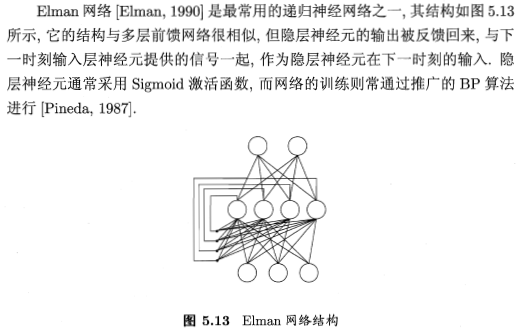 Elman 网络 [Elman, 1990] 是最常用的递归神经网络之一, 其结构如图 5.13
所示, 它的结构与多层前馈网络很相似, 但隐层神经元的输出被反馈回来, 与下
一时刻输入层神经元提供的信号一起, 作为隐层神经元在下一时刻的输入. 隐
层神经元通常采用 Sigmoid 激活函数, 而网络的训练则常通过推广的 BP 算法
进行 [Pineda, 1987].
图 5.13 Elman 网络结构